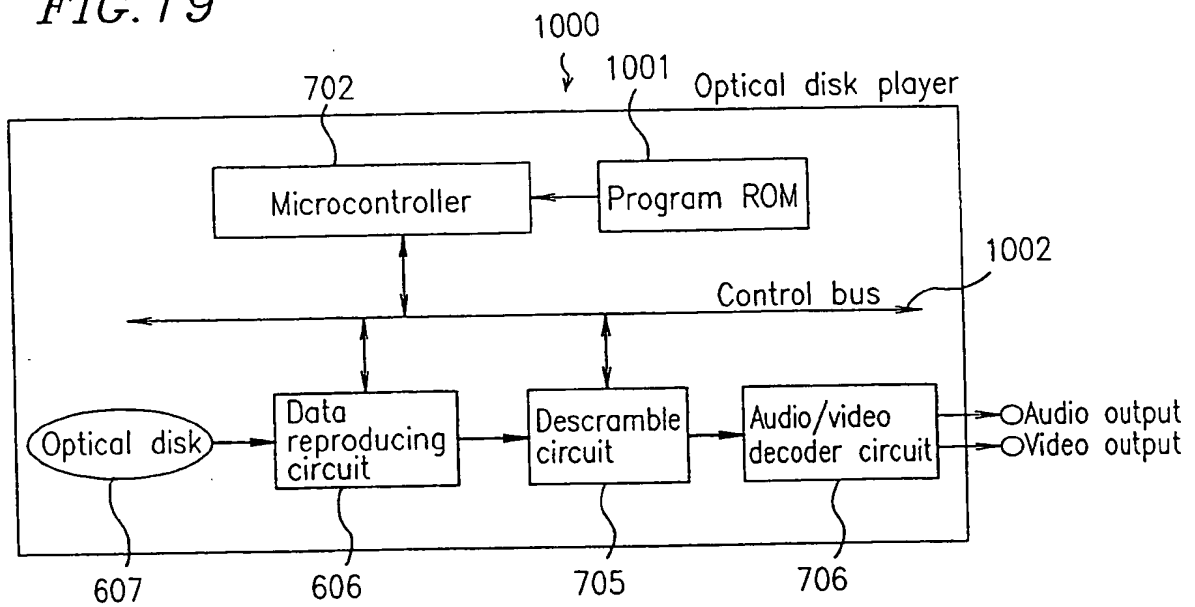 FIG. 19
1000
702
1001
Optical disk player
Microcontroller
Program ROM
1002
Control bus
Optical disk
Data
reproducing
circuit
Descramble
circuit
Audio/video
decoder circuit
Audio output
Video output
607
606
705
706